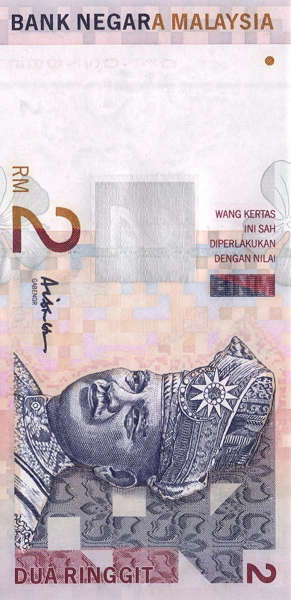 BANK NEGARA MALAYSIA
RM
2
WANG KERTAS
INI SAH
DIPERLAKUKAN
DENGAN NILAI
GABENOR
DUA RINGGIT
2